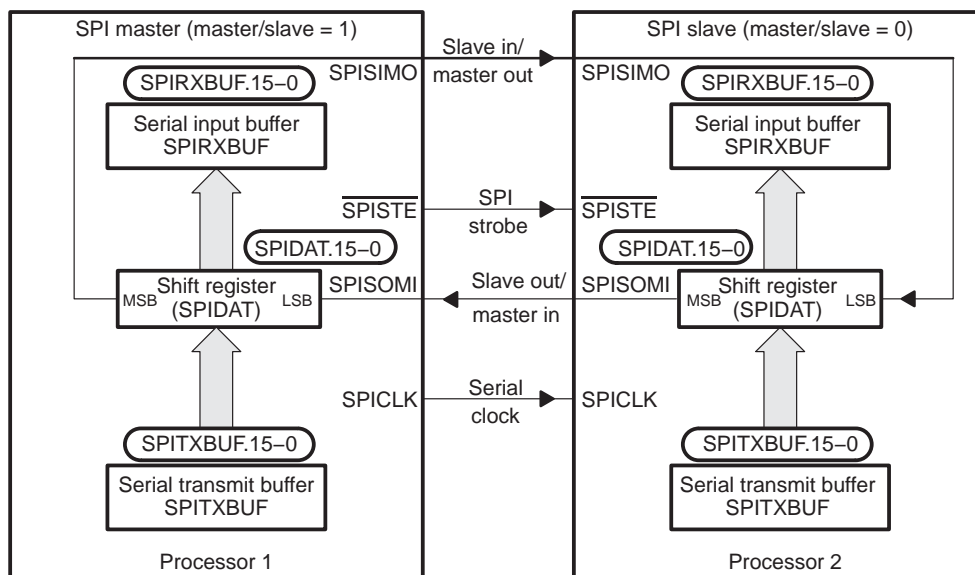 SPI master (master/slave = 1)
SPISIMO
SPIRXBUF.15–0
Serial input buffer
SPIRXBUF
SPISTE
SPIDAT.15–0
MSB
Shift register
(SPIDAT)
LSB
SPISOMI
SPICLK
SPITXBUF.15–0
Serial transmit buffer
SPITXBUF
Processor 1
Slave in/
master out
SPI
strobe
Slave out/
master in
Serial
clock
SPI slave (master/slave = 0)
SPISIMO
SPIRXBUF.15–0
Serial input buffer
SPIRXBUF
SPISTE
SPIDAT.15–0
SPISOMI
MSB
Shift register
(SPIDAT)
LSB
SPICLK
SPITXBUF.15–0
Serial transmit buffer
SPITXBUF
Processor 2